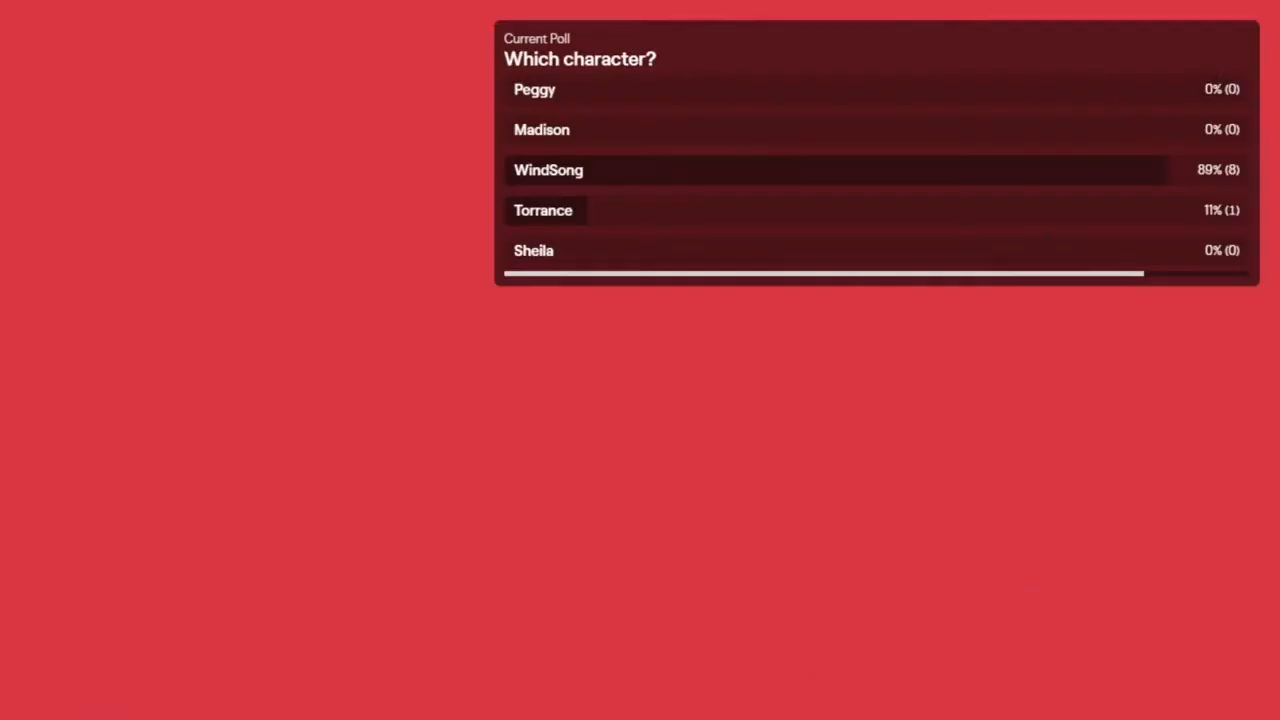 Current Poll
Which character?
Peggy 0% (0)
Madison 0% (0)
WindSong 89% (8)
Torrance 11% (1)
Sheila 0% (0)